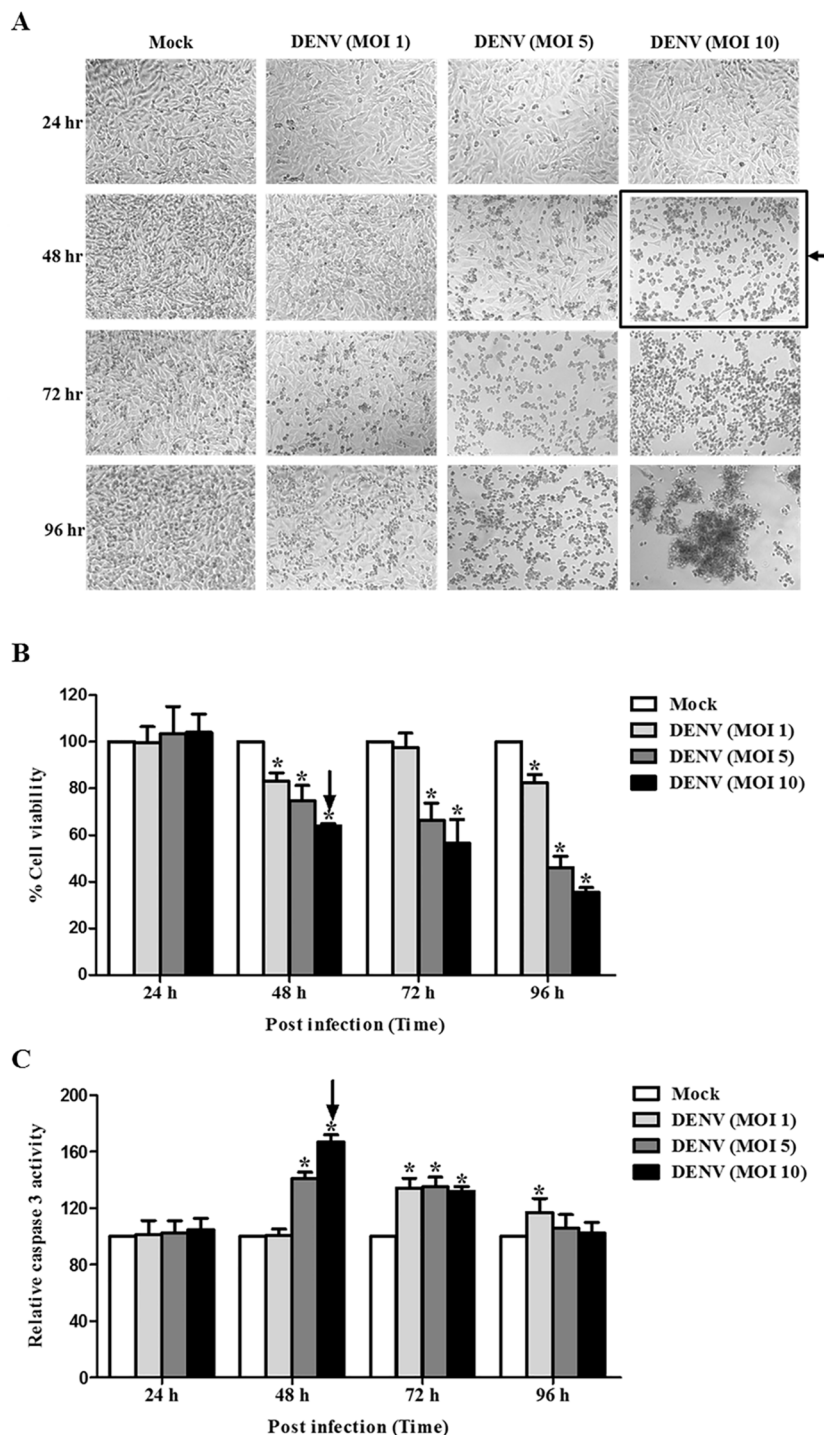 A
Mock DENV (MOI 1) DENV (MOI 5) DENV (MOI 10)
24 hr
48 hr
72 hr
96 hr
B
120
100
80
60
40
20
0
% Cell viability
* * *
* *
* * *
24 h 48 h 72 h 96 h
Post infection (Time)
Mock
DENV (MOI 1)
DENV (MOI 5)
DENV (MOI 10)
C
200
160
120
80
40
0
Relative caspase 3 activity
* *
* * *
*
24 h 48 h 72 h 96 h
Post infection (Time)
Mock
DENV (MOI 1)
DENV (MOI 5)
DENV (MOI 10)